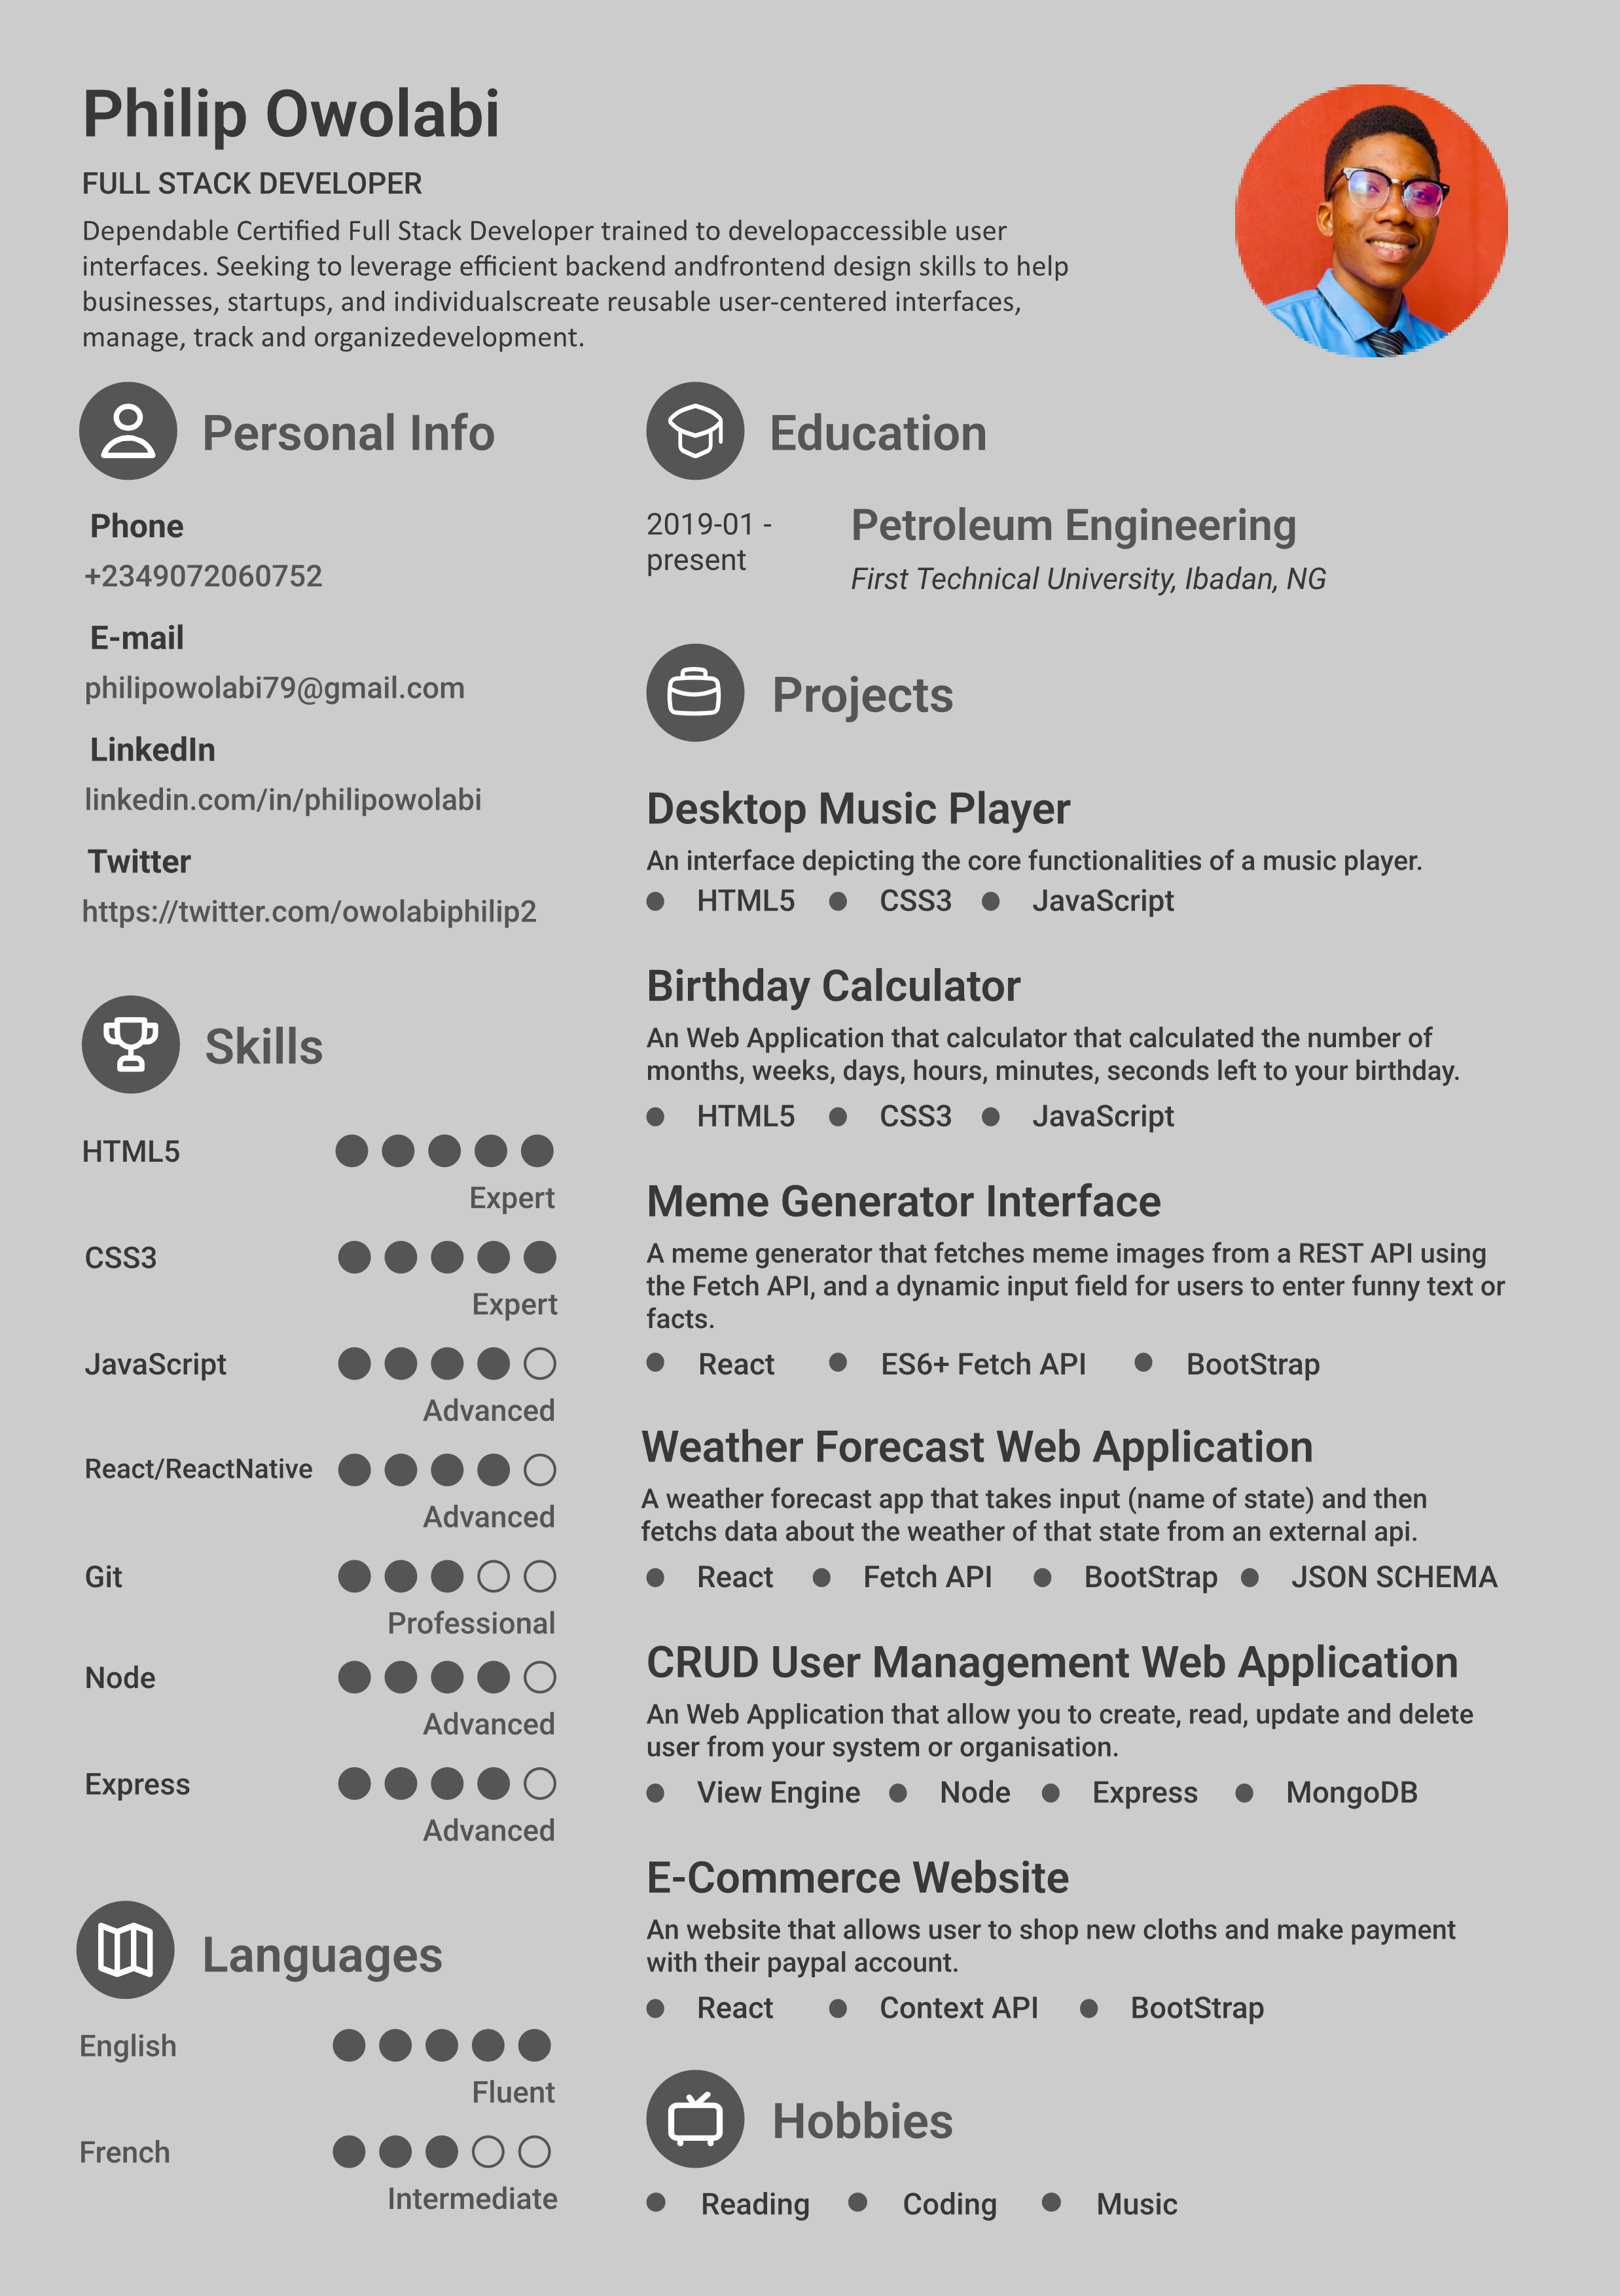 Philip Owolabi
FULL STACK DEVELOPER
Dependable Certified Full Stack Developer trained to developaccessible user
interfaces. Seeking to leverage efficient backend andfrontend design skills to help
businesses, startups, and individualscreate reusable user-centered interfaces,
manage, track and organizedevelopment.
Personal Info
Phone
+2349072060752
E-mail
philipowolabi79@gmail.com
LinkedIn
linkedin.com/in/philipowolabi
Twitter
https://twitter.com/owolabiphilip2
Skills
HTML5
Expert
CSS3
Expert
JavaScript
Advanced
React/ReactNative
Advanced
Git
Professional
Node
Advanced
Express
Advanced
Languages
English
Fluent
French
Intermediate
Education
2019-01 -
present
Petroleum Engineering
First Technical University, Ibadan, NG
Projects
Desktop Music Player
An interface depicting the core functionalities of a music player.
HTML5 CSS3 JavaScript
Birthday Calculator
An Web Application that calculator that calculated the number of
months, weeks, days, hours, minutes, seconds left to your birthday.
HTML5 CSS3 JavaScript
Meme Generator Interface
A meme generator that fetches meme images from a REST API using
the Fetch API, and a dynamic input field for users to enter funny text or
facts.
React ES6+ Fetch API BootStrap
Weather Forecast Web Application
A weather forecast app that takes input (name of state) and then
fetchs data about the weather of that state from an external api.
React Fetch API BootStrap JSON SCHEMA
CRUD User Management Web Application
An Web Application that allow you to create, read, update and delete
user from your system or organisation.
View Engine Node Express MongoDB
E-Commerce Website
An website that allows user to shop new cloths and make payment
with their paypal account.
React Context API BootStrap
Hobbies
Reading Coding Music